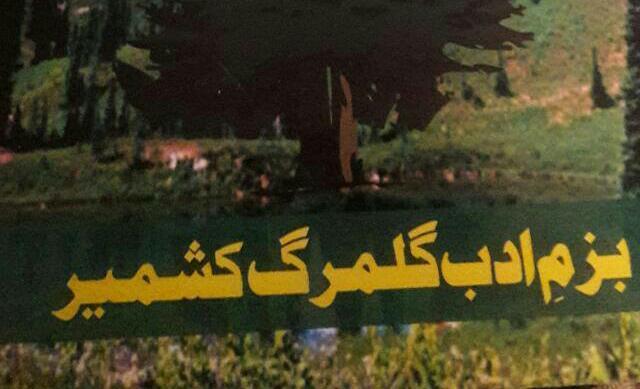 بزمِ ادب گلمرگ کشمیر